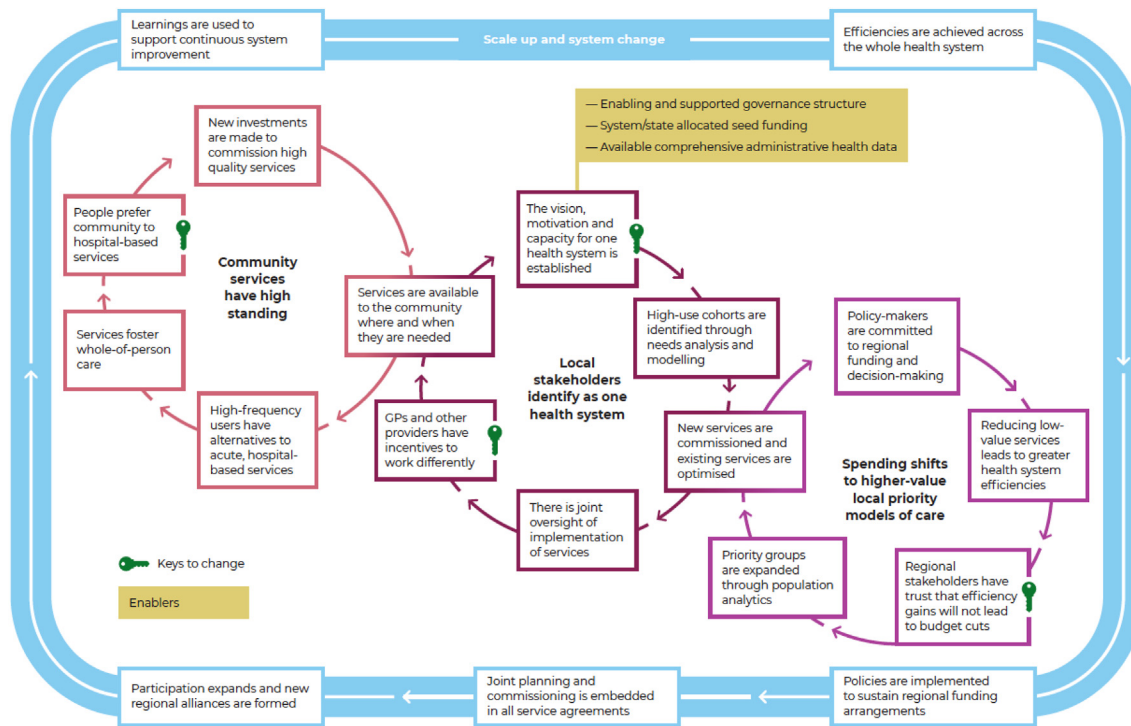 Learnings are used to
support continuous system
improvement
Scale up and system change
Efficiencies are achieved across
the whole health system
— Enabling and supported governance structure
— System/state allocated seed funding
— Available comprehensive administrative health data
New investments
are made to
commission high
quality services
People prefer
community to
hospital-based
services
Community
services
have high
standing
The vision,
motivation and
capacity for one
health system is
established
Services are available
to the community
where and when
they are needed
High-use cohorts are
identified through
needs analysis and
modelling
Policy-makers
are committed
to regional
funding and
decision-making
Services foster
whole-of-person
care
Local
stakeholders
identify as one
health system
High-frequency
users have
alternatives to
acute, hospital-
based services
GPs and other
providers have
incentives to
work differently
New services are
commissioned and
existing services are
optimised
Reducing low-
value services
leads to greater
health system
efficiencies
Spending shifts
to higher-value
local priority
models of care
There is joint
oversight of
implementation
of services
Priority groups
are expanded
through population
analytics
Regional
stakeholders have
trust that efficiency
gains will not lead
to budget cuts
Keys to change
Enablers
Participation expands and new
regional alliances are formed
Joint planning and
commissioning is embedded
in all service agreements
Policies are implemented
to sustain regional funding
arrangements